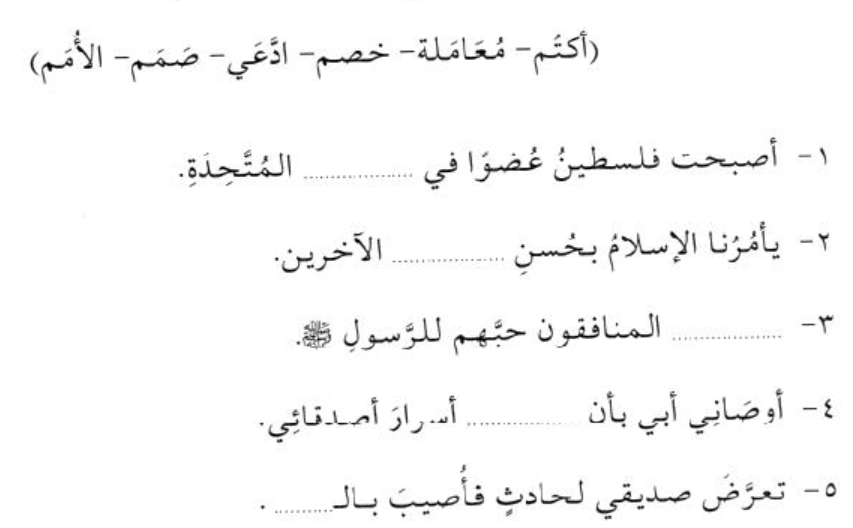 (أكتَم- مُعَامَلة- خصم- ادَّعَي- صَمَم- الأُمَم)
١- أصبحت فلسطينُ عُضوًا في .................. المُتَّحِدَةِ.
٢- يأمُرُنا الإسلامُ بحُسنِ .................. الآخرين.
٣- .................. المنافقون حبَّهم للرَّسولِ ﷺ.
٤- أوصَانِي أبي بأن .................. أسرارَ أصدقائِي.
٥- تعرَّضَ صديقي لحادثٍ فأُصيبَ بالـ.......... .